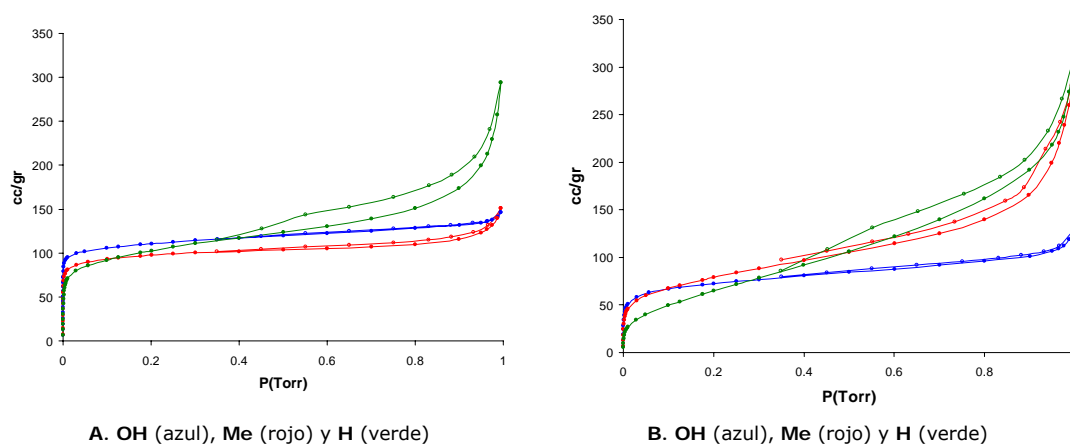 350
300
250
200
150
100
50
0
cc/gr
0 0.2 0.4 0.6 0.8 1
P(Torr)
A. OH (azul), Me (rojo) y H (verde)
350
300
250
200
150
100
50
0
cc/gr
0 0.2 0.4 0.6 0.8
P(Torr)
B. OH (azul), Me (rojo) y H (verde)